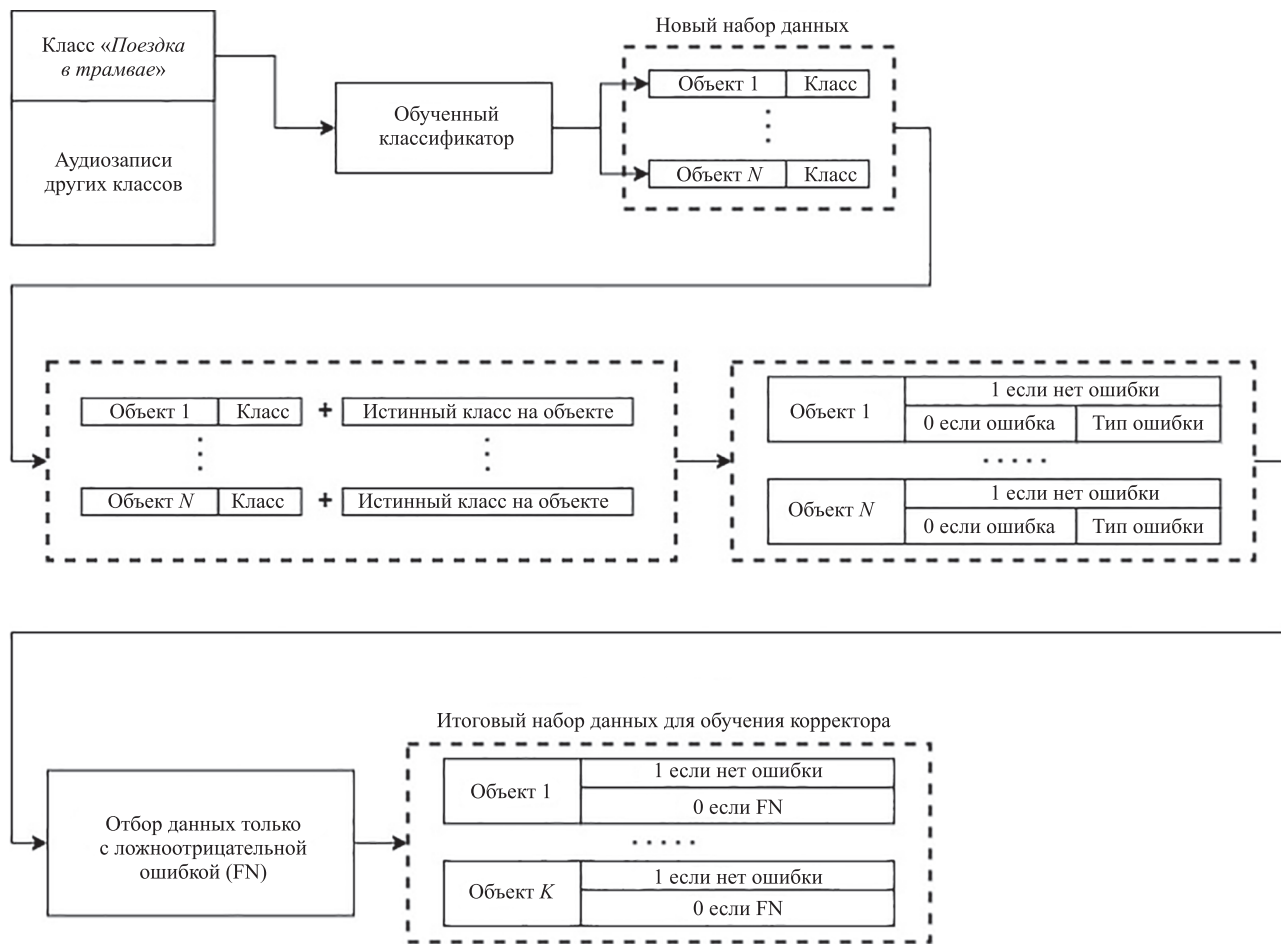 Класс «Поездка
в трамвае»
Аудиозаписи
других классов
Обученный
классификатор
Новый набор данных
Объект 1 Класс
Объект N Класс
Объект 1 Класс + Истинный класс на объекте
Объект N Класс + Истинный класс на объекте
Объект 1
1 если нет ошибки
0 если ошибка Тип ошибки
Объект N
1 если нет ошибки
0 если ошибка Тип ошибки
Отбор данных только
с ложноотрицательной
ошибкой (FN)
Итоговый набор данных для обучения корректора
Объект 1
1 если нет ошибки
0 если FN
Объект K
1 если нет ошибки
0 если FN